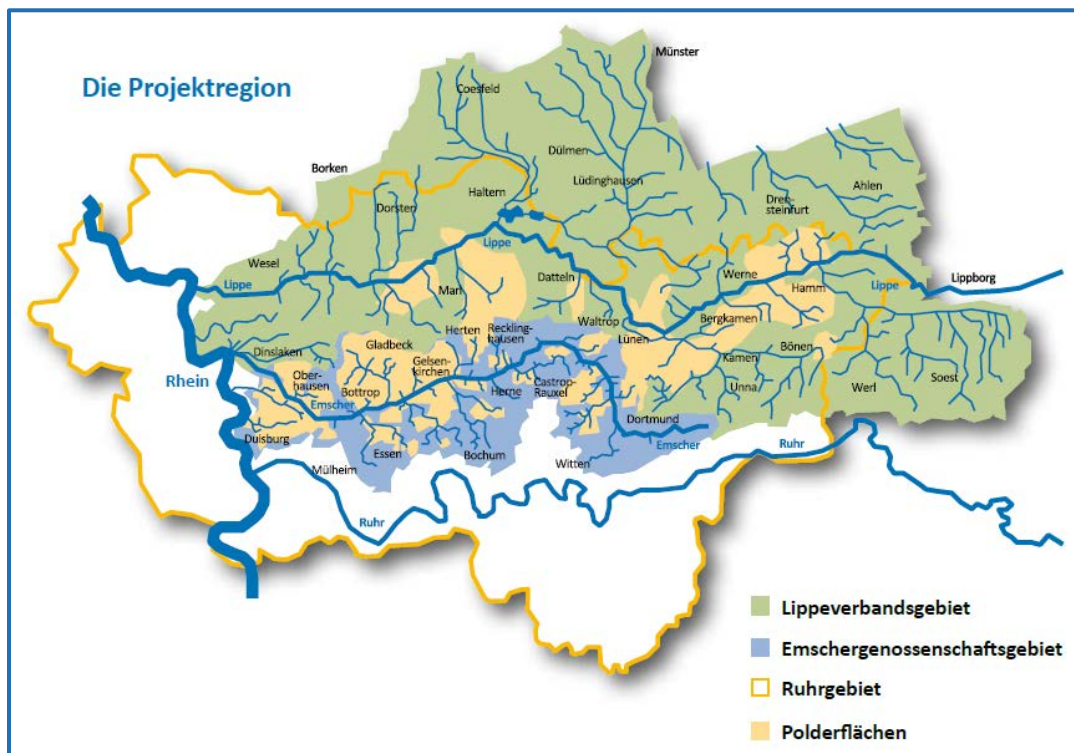 Die Projektregion
Münster
Coesfeld
Borken
Dülmen
Lüdinghausen
Ahlen
Haltern
Dren-
steinfurt
Dorsten
Lippe
Wesel
Lippe
Datteln
Werne
Hamm
Lippe
Lippborg
Marl
Waltrop
Bergkamen
Herten
Reckling-
hausen
Lünen
Bönen
Dinslaken
Gladbeck
Gelsen-
kirchen
Kamen
Rhein
Ober-
hausen
Bottrop
Herne
Castrop-
Rauxel
Unna
Werl
Soest
Emscher
Dortmund
Duisburg
Essen
Bochum
Witten
Emscher
Ruhr
Mülheim
Ruhr
Lippeverbandsgebiet
Emschergenossenschaftsgebiet
Ruhrgebiet
Polderflächen